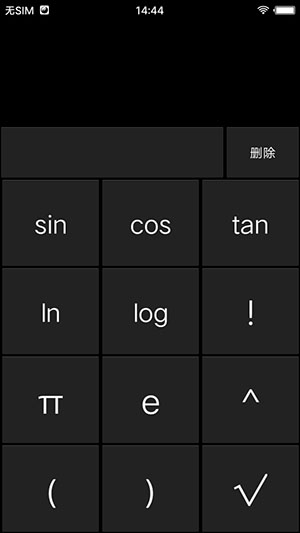 无SIM 14:44
删除
sin cos tan
ln log !
π e ^
( ) √